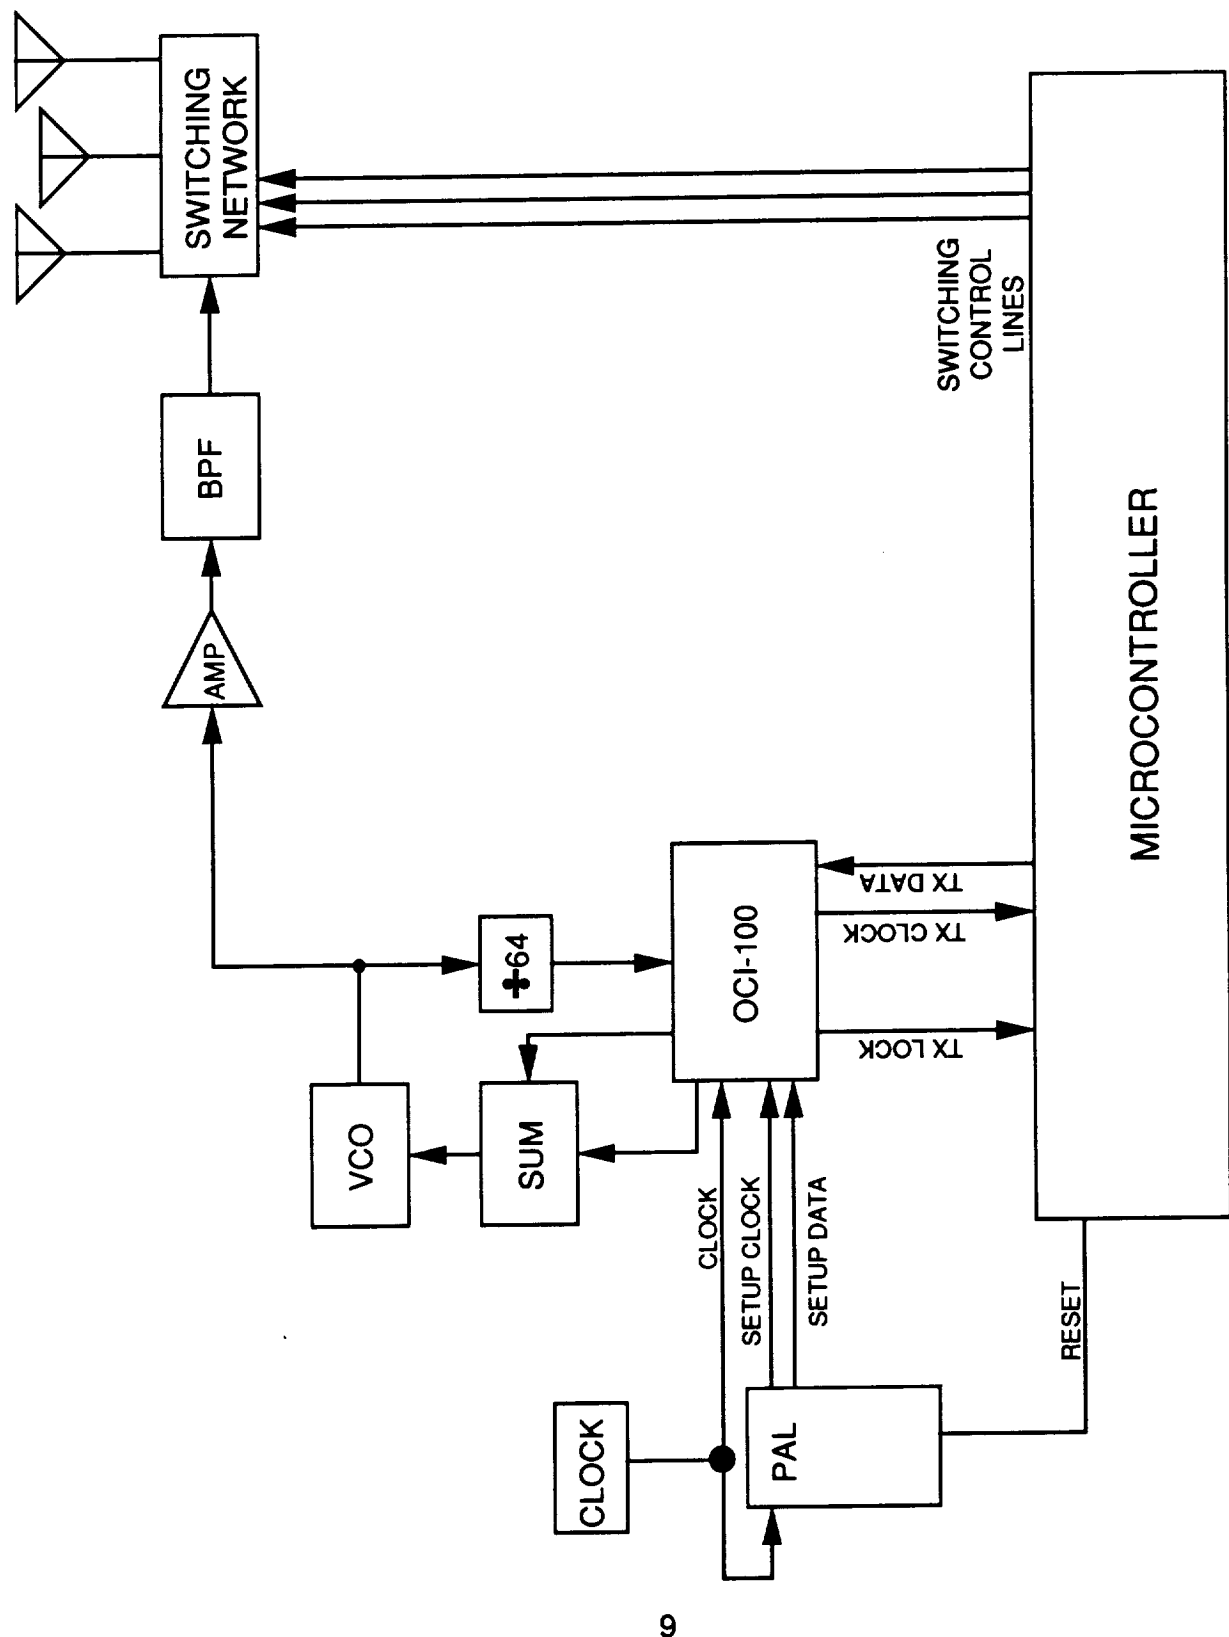 SWITCHING
NETWORK
BPF
AMP
SWITCHING
CONTROL
LINES
VCO
SUM
÷64
OCI-100
TX DATA
TX CLOCK
TX LOCK
CLOCK
CLOCK
SETUP CLOCK
SETUP DATA
PAL
RESET
MICROCONTROLLER
9